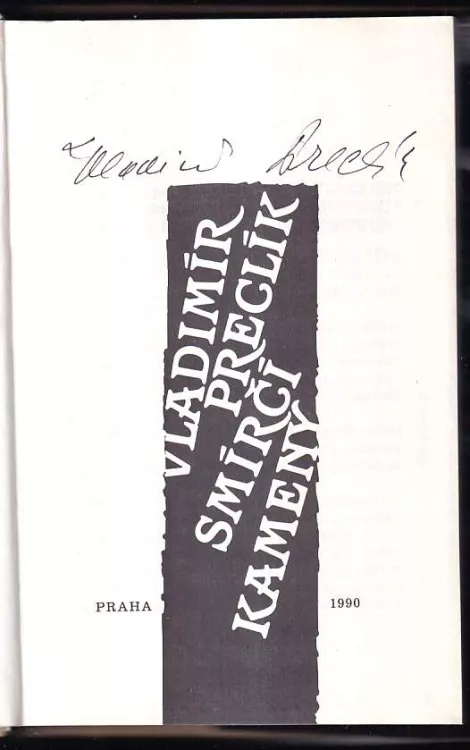 Vladimír Preclík
VLADIMÍR
PRECLÍK
SMÍRČÍ
KAMENY
PRAHA 1990